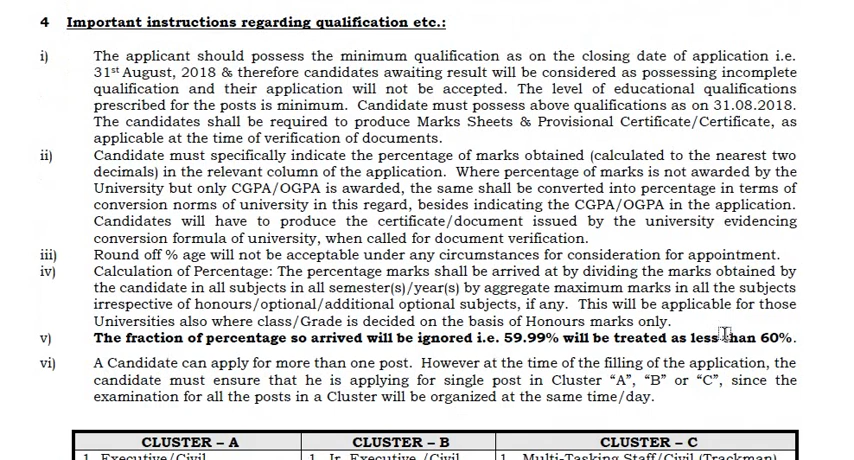 4 Important instructions regarding qualification etc.:
i) The applicant should possess the minimum qualification as on the closing date of application i.e.
31st August, 2018 & therefore candidates awaiting result will be considered as possessing incomplete
qualification and their application will not be accepted. The level of educational qualifications
prescribed for the posts is minimum. Candidate must possess above qualifications as on 31.08.2018.
The candidates shall be required to produce Marks Sheets & Provisional Certificate/Certificate, as
applicable at the time of verification of documents.
ii) Candidate must specifically indicate the percentage of marks obtained (calculated to the nearest two
decimals) in the relevant column of the application. Where percentage of marks is not awarded by the
University but only CGPA/OGPA is awarded, the same shall be converted into percentage in terms of
conversion norms of university in this regard, besides indicating the CGPA/OGPA in the application.
Candidates will have to produce the certificate/document issued by the university evidencing
conversion formula of university, when called for document verification.
iii) Round off % age will not be acceptable under any circumstances for consideration for appointment.
iv) Calculation of Percentage: The percentage marks shall be arrived at by dividing the marks obtained by
the candidate in all subjects in all semester(s)/year(s) by aggregate maximum marks in all the subjects
irrespective of honours/optional/additional optional subjects, if any. This will be applicable for those
Universities also where class/Grade is decided on the basis of Honours marks only.
v) The fraction of percentage so arrived will be ignored i.e. 59.99% will be treated as less than 60%.
vi) A Candidate can apply for more than one post. However at the time of the filling of the application, the
candidate must ensure that he is applying for single post in Cluster “A”, “B” or “C”, since the
examination for all the posts in a Cluster will be organized at the same time/day.
CLUSTER – A CLUSTER – B CLUSTER – C
1. Executive/Civil 1. Jr. Executive /Civil 1. Multi-Tasking Staff/Civil (Trackman)